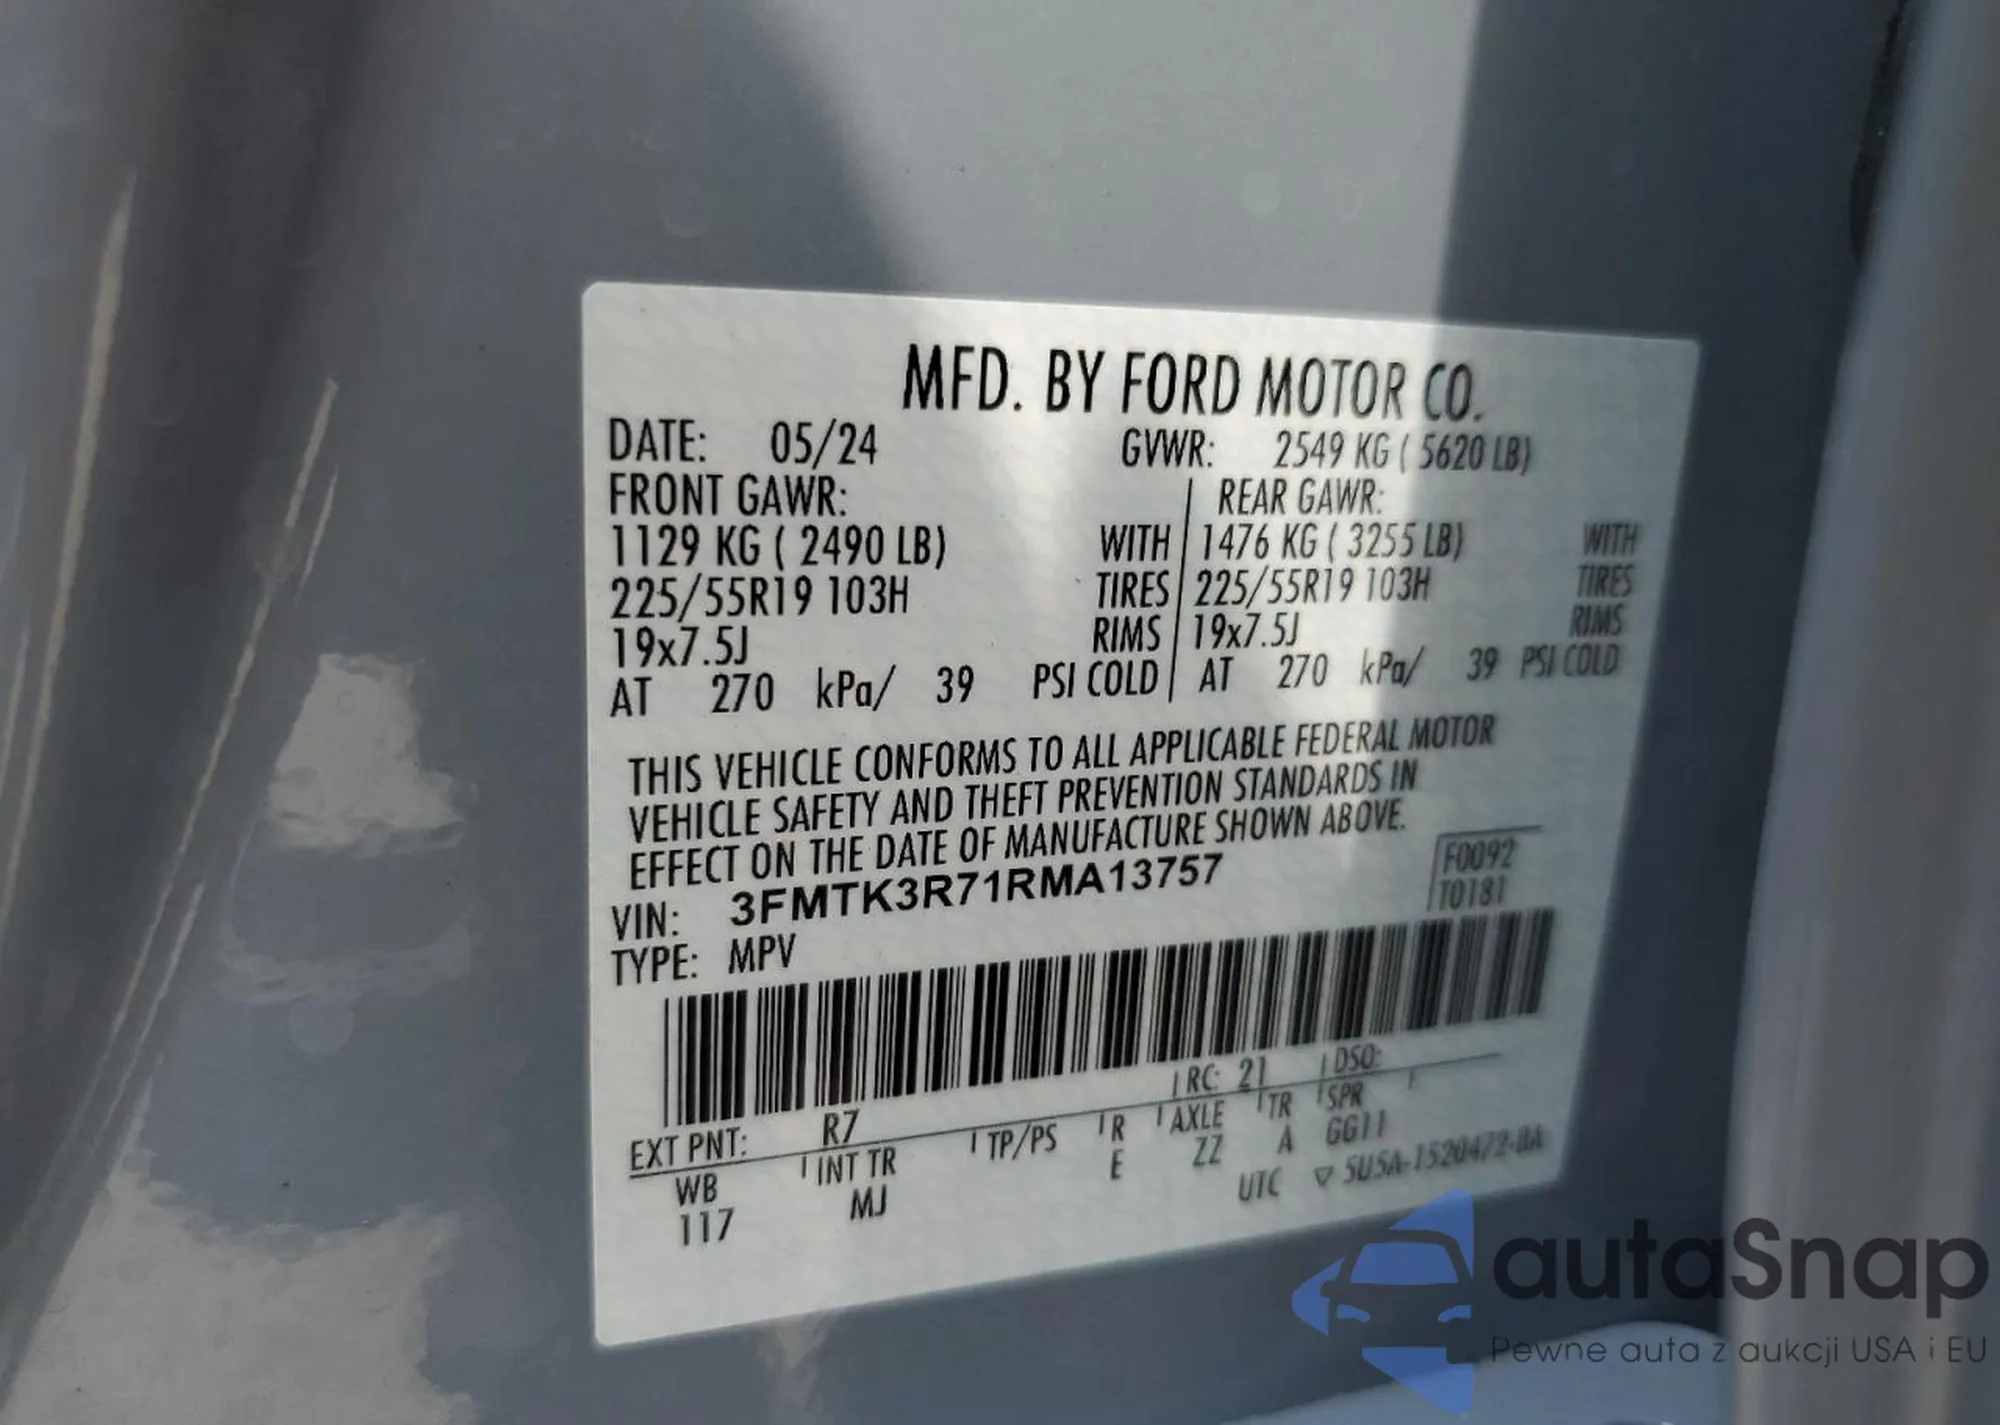 MFD. BY FORD MOTOR CO.
DATE: 05/24 GVWR: 2549 KG ( 5620 LB)
FRONT GAWR: REAR GAWR:
1129 KG ( 2490 LB) WITH 1476 KG ( 3255 LB) WITH
225/55R19 103H TIRES 225/55R19 103H TIRES
19x7.5J RIMS 19x7.5J RIMS
AT 270 kPa/ 39 PSI COLD AT 270 kPa/ 39 PSI COLD
THIS VEHICLE CONFORMS TO ALL APPLICABLE FEDERAL MOTOR
VEHICLE SAFETY AND THEFT PREVENTION STANDARDS IN
EFFECT ON THE DATE OF MANUFACTURE SHOWN ABOVE.
VIN: 3FMTK3R71RMA13757
F0092
T0181
TYPE: MPV
RC: 21 DSO:
EXT PNT: R7
WB INT TR TP/PS R AXLE TR SPR
117 MJ E ZZ A GG11
UTC ▽ 5U5A-1520472-BA
autaSnap
Pewne auta z aukcji USA i EU